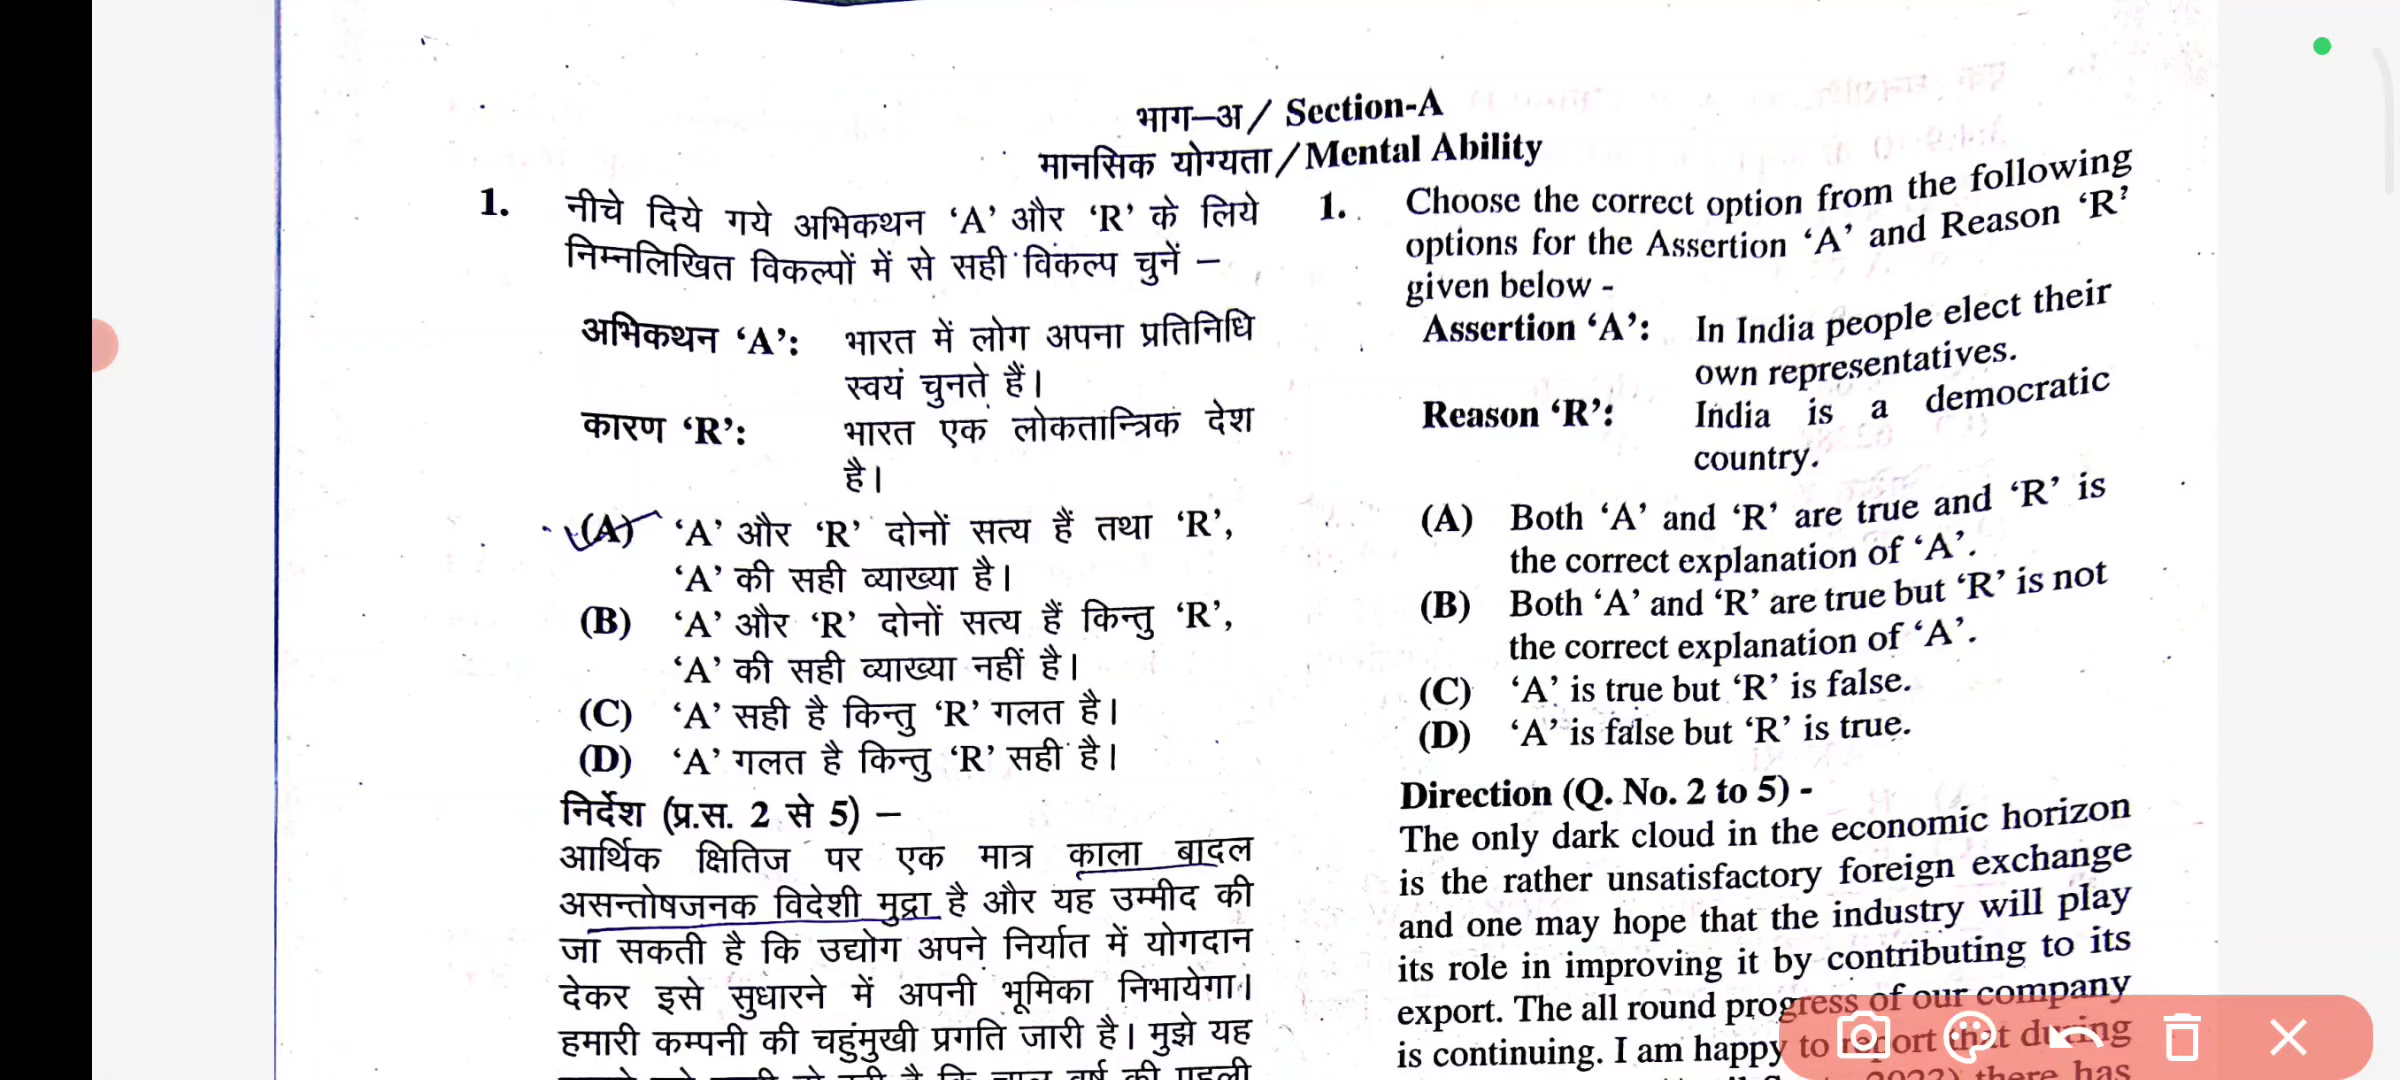 भाग–अ / Section-A
मानसिक योग्यता / Mental Ability
1. नीचे दिये गये अभिकथन ‘A’ और ‘R’ के लिये
निम्नलिखित विकल्पों में से सही विकल्प चुनें –
अभिकथन ‘A’: भारत में लोग अपना प्रतिनिधि
स्वयं चुनते हैं।
कारण ‘R’: भारत एक लोकतान्त्रिक देश
है।
(A) ‘A’ और ‘R’ दोनों सत्य हैं तथा ‘R’,
‘A’ की सही व्याख्या है।
(B) ‘A’ और ‘R’ दोनों सत्य हैं किन्तु ‘R’,
‘A’ की सही व्याख्या नहीं है।
(C) ‘A’ सही है किन्तु ‘R’ गलत है।
(D) ‘A’ गलत है किन्तु ‘R’ सही है।
निर्देश (प्र.स. 2 से 5) –
आर्थिक क्षितिज पर एक मात्र काला बादल
असन्तोषजनक विदेशी मुद्रा है और यह उम्मीद की
जा सकती है कि उद्योग अपने निर्यात में योगदान
देकर इसे सुधारने में अपनी भूमिका निभायेगा।
हमारी कम्पनी की चहुंमुखी प्रगति जारी है। मुझे यह
1. Choose the correct option from the following
options for the Assertion ‘A’ and Reason ‘R’
given below -
Assertion ‘A’: In India people elect their
own representatives.
Reason ‘R’: India is a democratic
country.
(A) Both ‘A’ and ‘R’ are true and ‘R’ is
the correct explanation of ‘A’.
(B) Both ‘A’ and ‘R’ are true but ‘R’ is not
the correct explanation of ‘A’.
(C) ‘A’ is true but ‘R’ is false.
(D) ‘A’ is false but ‘R’ is true.
Direction (Q. No. 2 to 5) -
The only dark cloud in the economic horizon
is the rather unsatisfactory foreign exchange
and one may hope that the industry will play
its role in improving it by contributing to its
export. The all round progress of our company
is continuing. I am happy to report that during
2022) there has